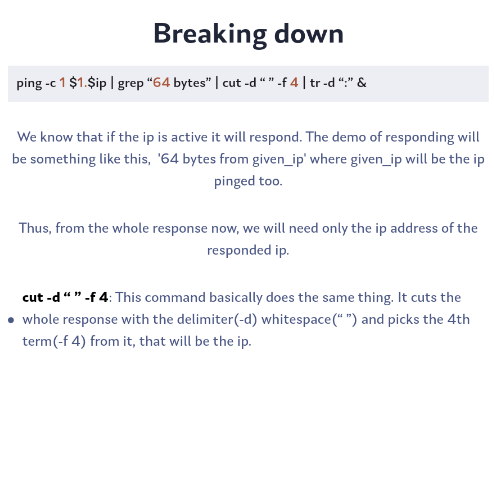 Breaking down
ping -c 1 $1.$ip | grep “64 bytes” | cut -d “ ” -f 4 | tr -d “:” &
We know that if the ip is active it will respond. The demo of responding will
be something like this, '64 bytes from given_ip' where given_ip will be the ip
pinged too.
Thus, from the whole response now, we will need only the ip address of the
responded ip.
cut -d “ ” -f 4: This command basically does the same thing. It cuts the
• whole response with the delimiter(-d) whitespace(“ ”) and picks the 4th
term(-f 4) from it, that will be the ip.